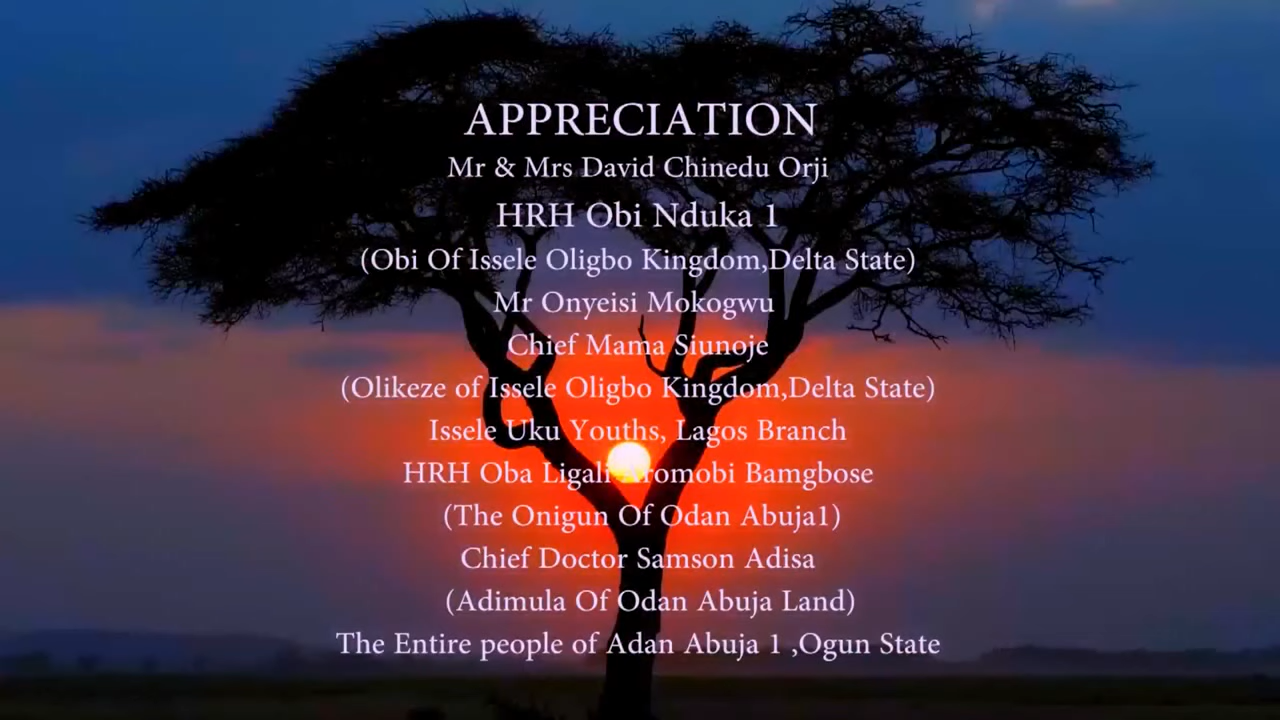 APPRECIATION
Mr & Mrs David Chinedu Orji
HRH Obi Nduka 1
(Obi Of Issele Oligbo Kingdom,Delta State)
Mr Onyeisi Mokogwu
Chief Mama Siunoje
(Olikeze of Issele Oligbo Kingdom,Delta State)
Issele Uku Youths, Lagos Branch
HRH Oba Ligali Aromobi Bamgbose
(The Onigun Of Odan Abuja1)
Chief Doctor Samson Adisa
(Adimula Of Odan Abuja Land)
The Entire people of Adan Abuja 1 ,Ogun State